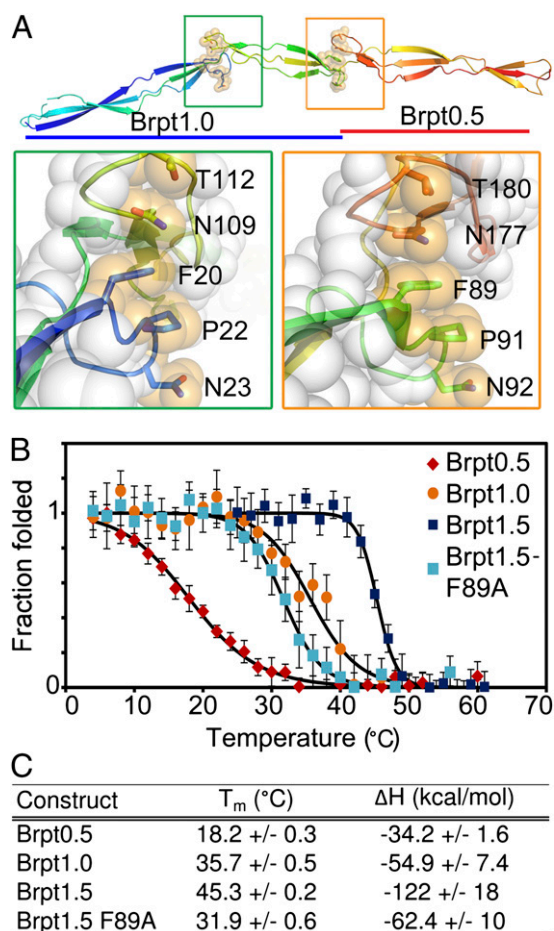 A
Brpt1.0
Brpt0.5
T112
N109
F20
P22
N23
T180
N177
F89
P91
N92
B
Fraction folded
1
0
0 10 20 30 40 50 60 70
Temperature (°C)
Brpt0.5
Brpt1.0
Brpt1.5
Brpt1.5-
F89A
C
Construct Tm (°C) ΔH (kcal/mol)
Brpt0.5 18.2 +/- 0.3 -34.2 +/- 1.6
Brpt1.0 35.7 +/- 0.5 -54.9 +/- 7.4
Brpt1.5 45.3 +/- 0.2 -122 +/- 18
Brpt1.5 F89A 31.9 +/- 0.6 -62.4 +/- 10